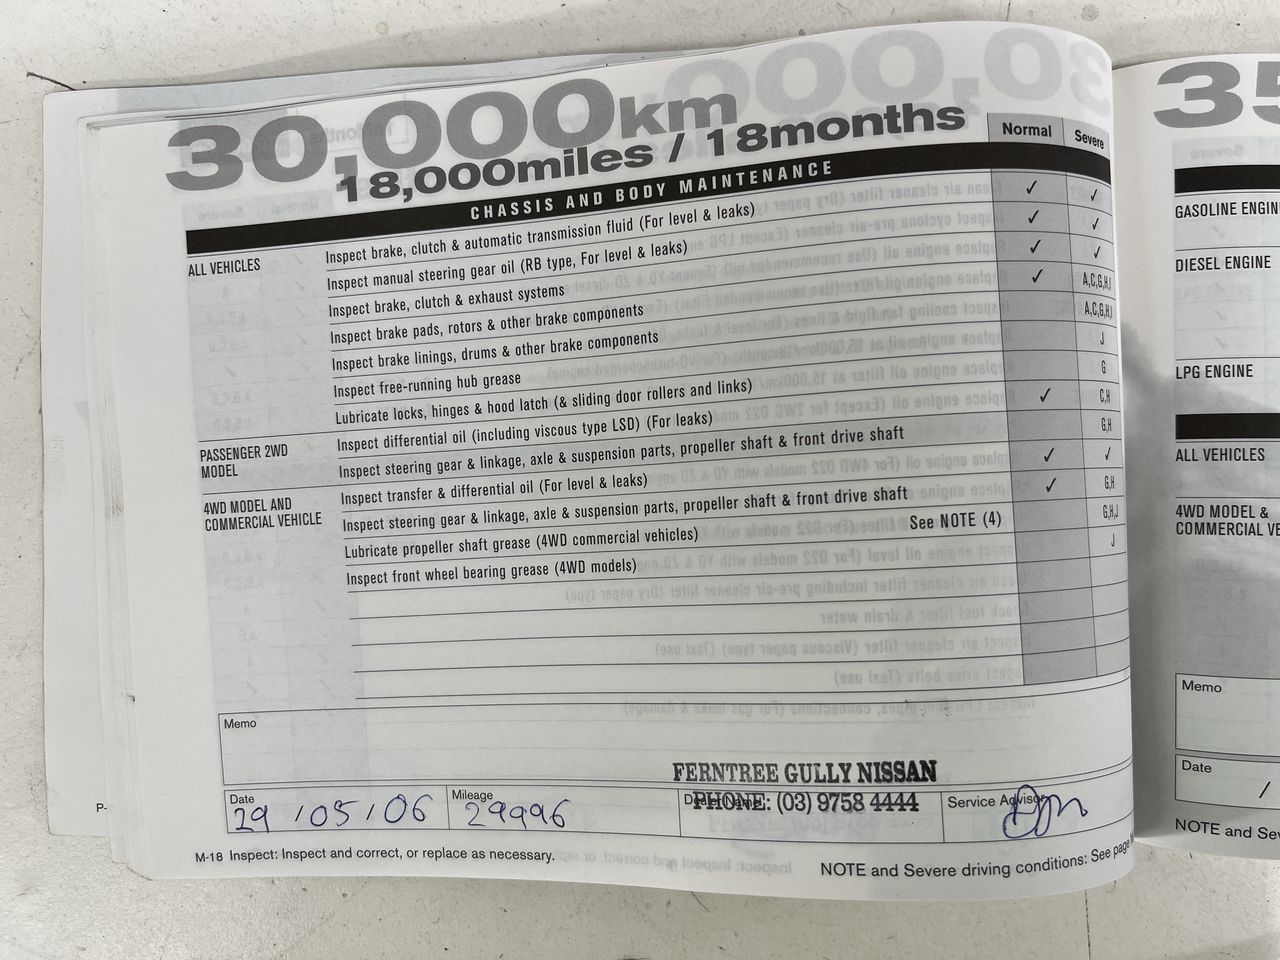 30,000km
18,000miles / 18months
Normal Severe
CHASSIS AND BODY MAINTENANCE
ALL VEHICLES Inspect brake, clutch & automatic transmission fluid (For level & leaks) ✓ ✓
Inspect manual steering gear oil (RB type, For level & leaks) ✓ ✓
Inspect brake, clutch & exhaust systems ✓ ✓
Inspect brake pads, rotors & other brake components ✓ A,C,G,H,I
Inspect brake linings, drums & other brake components A,C,G,H,I
Inspect free-running hub grease J
Lubricate locks, hinges & hood latch (& sliding door rollers and links) G
PASSENGER 2WD MODEL Inspect differential oil (including viscous type LSD) (For leaks) ✓ C,H
Inspect steering gear & linkage, axle & suspension parts, propeller shaft & front drive shaft G,H
4WD MODEL AND COMMERCIAL VEHICLE Inspect transfer & differential oil (For level & leaks) ✓ ✓
Inspect steering gear & linkage, axle & suspension parts, propeller shaft & front drive shaft ✓ G,H
Lubricate propeller shaft grease (4WD commercial vehicles) See NOTE (4) G,H,J
Inspect front wheel bearing grease (4WD models) J
Memo
FERNTREE GULLY NISSAN
PHONE: (03) 9758 4444
Date 29 / 05 / 06 Mileage 29996 Dealer Name: Service Advisor
M-18 Inspect: Inspect and correct, or replace as necessary.
NOTE and Severe driving conditions: See page
P-
35
GASOLINE ENGINE
DIESEL ENGINE
LPG ENGINE
ALL VEHICLES
4WD MODEL &
COMMERCIAL
Memo
Date
/
NOTE and